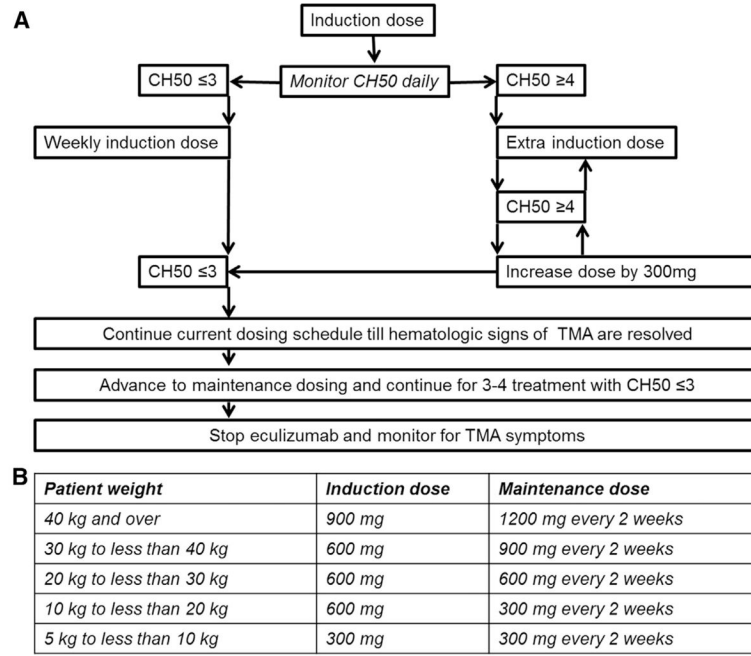 A
Induction dose
CH50 ≤3
Monitor CH50 daily
CH50 ≥4
Weekly induction dose
Extra induction dose
CH50 ≥4
CH50 ≤3
Increase dose by 300mg
Continue current dosing schedule till hematologic signs of TMA are resolved
Advance to maintenance dosing and continue for 3-4 treatment with CH50 ≤3
Stop eculizumab and monitor for TMA symptoms
B
Patient weight Induction dose Maintenance dose
40 kg and over 900 mg 1200 mg every 2 weeks
30 kg to less than 40 kg 600 mg 900 mg every 2 weeks
20 kg to less than 30 kg 600 mg 600 mg every 2 weeks
10 kg to less than 20 kg 600 mg 300 mg every 2 weeks
5 kg to less than 10 kg 300 mg 300 mg every 2 weeks